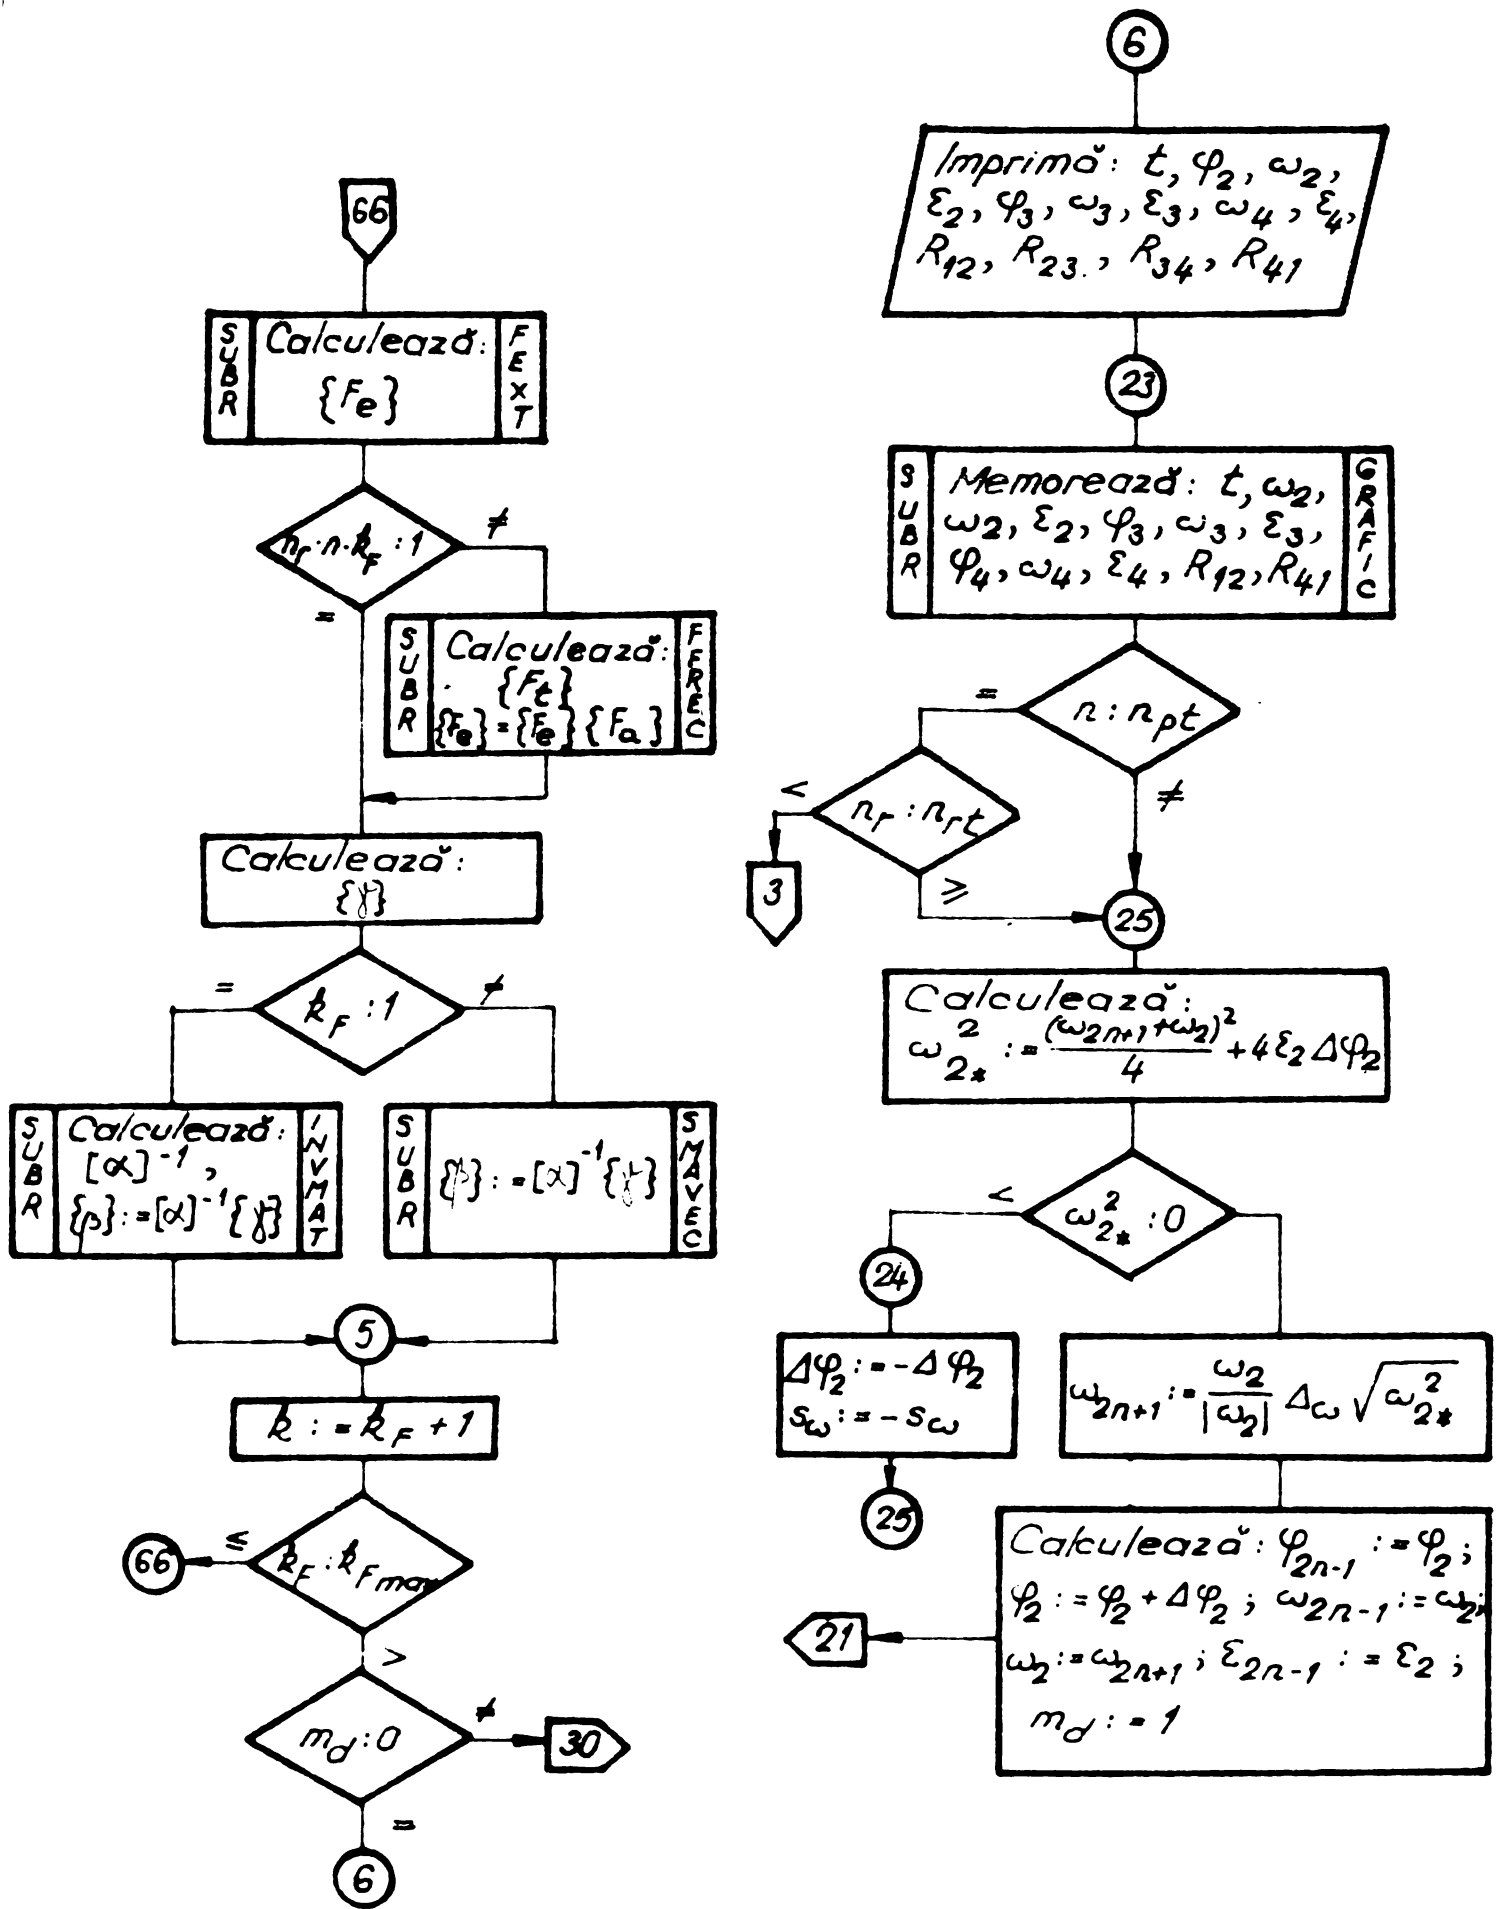 66
SUBR
Calculează:
{Fe}
FEXT
nr·n·kF : 1
≠
=
SUBR
Calculează:
{Ft}
{Fe} = {Fe} {Fa}
FEREC
Calculează:
{γ}
kF : 1
=
≠
SUBR
Calculează:
[α]⁻¹,
{β} := [α]⁻¹{γ}
INVMAT
SUBR
{β} := [α]⁻¹{γ}
SMAVEC
5
k := kF + 1
kF : kFmax
≤
66
>
md : 0
≠
30
=
6
6
Imprimă: t, φ2, ω2,
ε2, φ3, ω3, ε3, ω4, ε4,
R12, R23., R34, R41
23
SUBR
Memorează: t, ω2,
ω2, ε2, φ3, ω3, ε3,
φ4, ω4, ε4, R12, R41
GRAFIC
n : npt
=
≠
nr : nrt
<
3
≥
25
Calculează:
ω²2* := (ω2n+1+ω2)²/4 + 4ε2 Δφ2
ω²2* : 0
<
24
Δφ2 := -Δφ2
sω := -sω
25
ω2n+1 := ω2/|ω2| Δω √ω²2*
Calculează: φ2n-1 := φ2;
φ2 := φ2 + Δφ2; ω2n-1 := ω2;
ω2 := ω2n+1; ε2n-1 := ε2;
md := 1
21